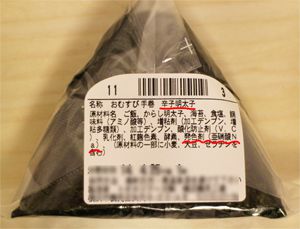 11 3
名称 おむすび手巻 辛子明太子
原材料名 ご飯、からし明太子、海苔、食塩、調
味料(アミノ酸等)、増粘剤(加工デンプン、増
粘多糖類)、加工デンプン、酸化防止剤(V.C
)、乳化剤、紅麹色素、酵素、発色剤(亜硝酸N
a)、(原材料の一部に小麦、大豆、ゼラチンを
含む)